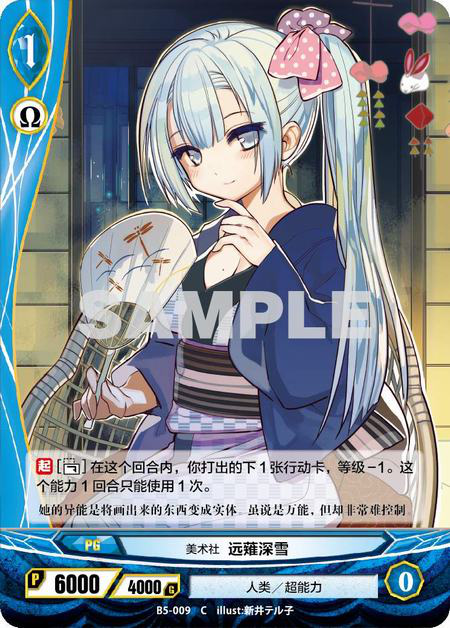 1
Ω
SAMPLE
起[]在这个回合内，你打出的下1张行动卡，等级-1。这
个能力1回合只能使用1次。
她的异能是将画出来的东西变成实体。虽说是万能，但却非常难控制
PG
美术社 远薙深雪
P 6000 / 4000 G
人类／超能力
0
B5-009 C illust:新井テル子